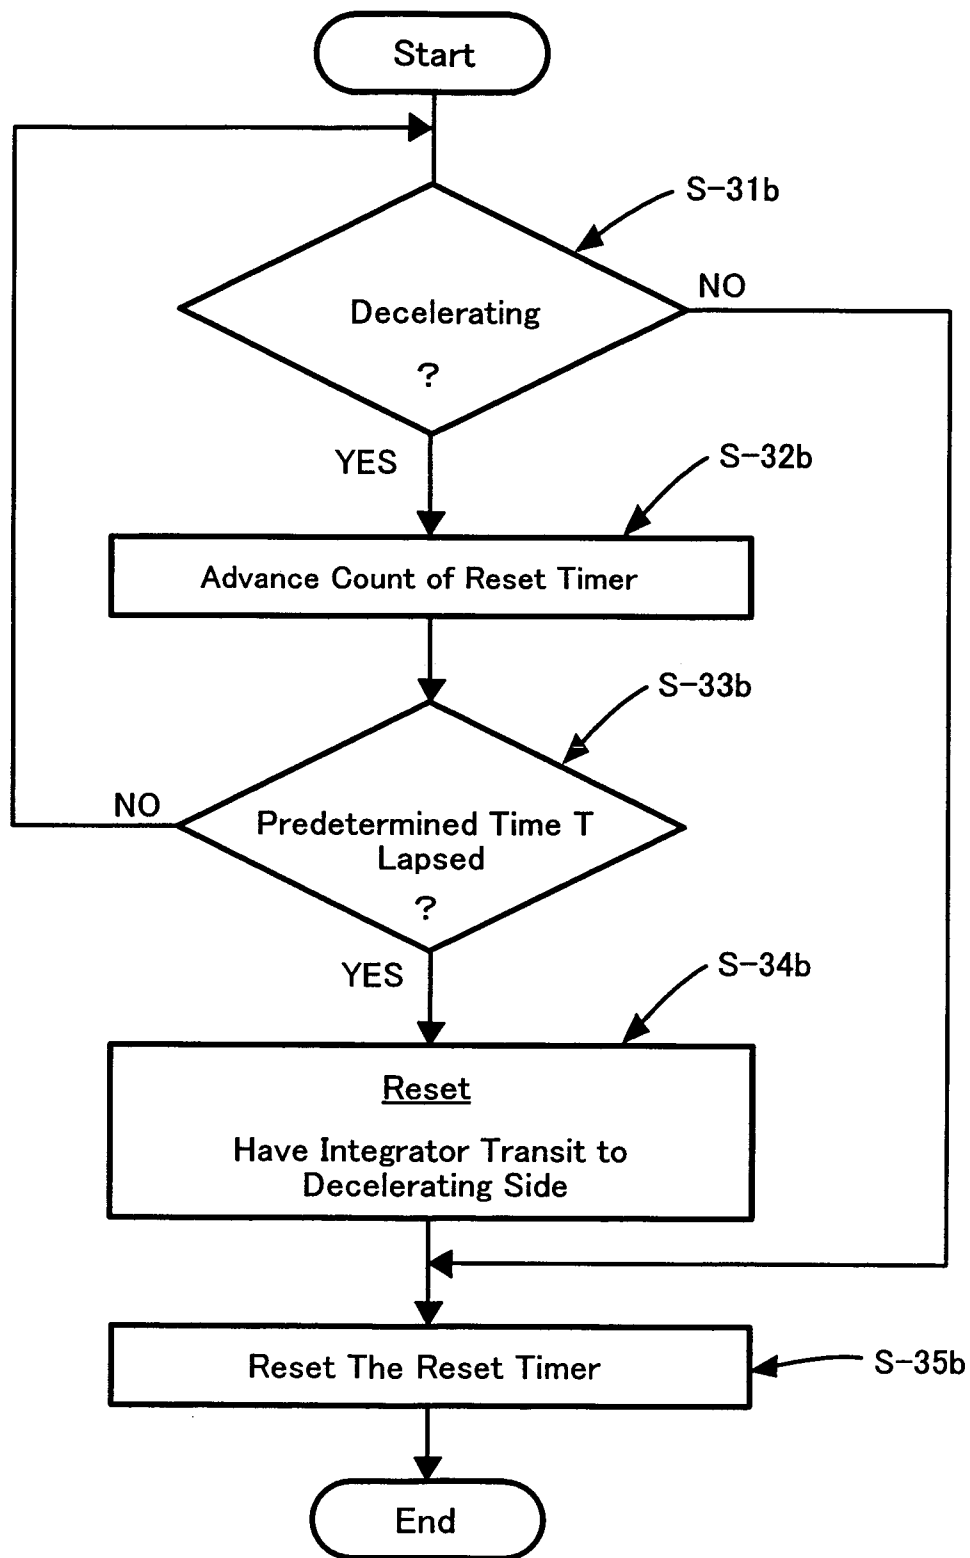 Start
S-31b
NO
Decelerating
?
YES
S-32b
Advance Count of Reset Timer
S-33b
NO
Predetermined Time T
Lapsed
?
YES
S-34b
Reset
Have Integrator Transit to
Decelerating Side
Reset The Reset Timer
S-35b
End